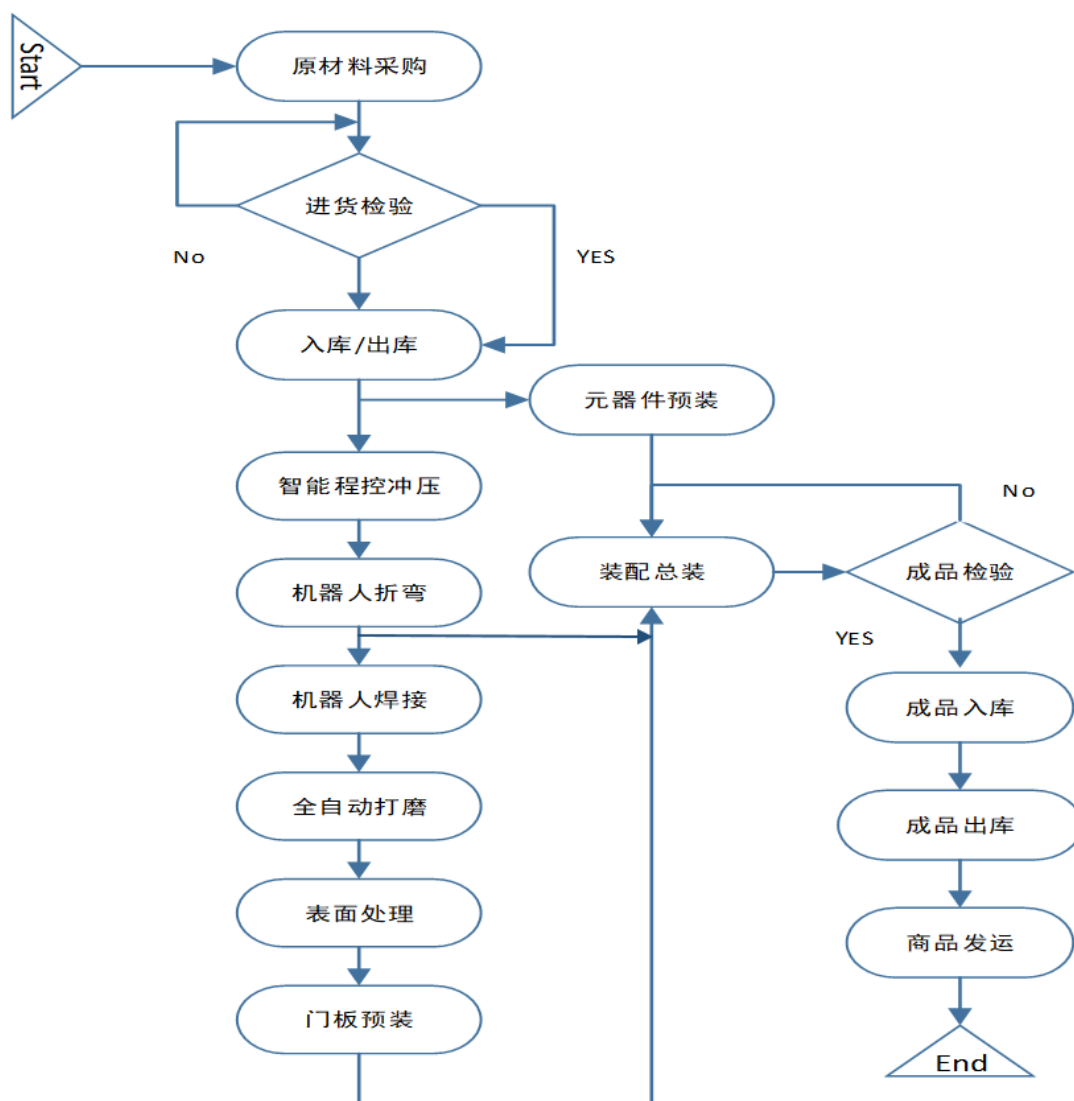 Start
原材料采购
进货检验
No
YES
入库/出库
元器件预装
智能程控冲压
No
机器人折弯
装配总装
成品检验
YES
机器人焊接
成品入库
全自动打磨
成品出库
表面处理
商品发运
门板预装
End